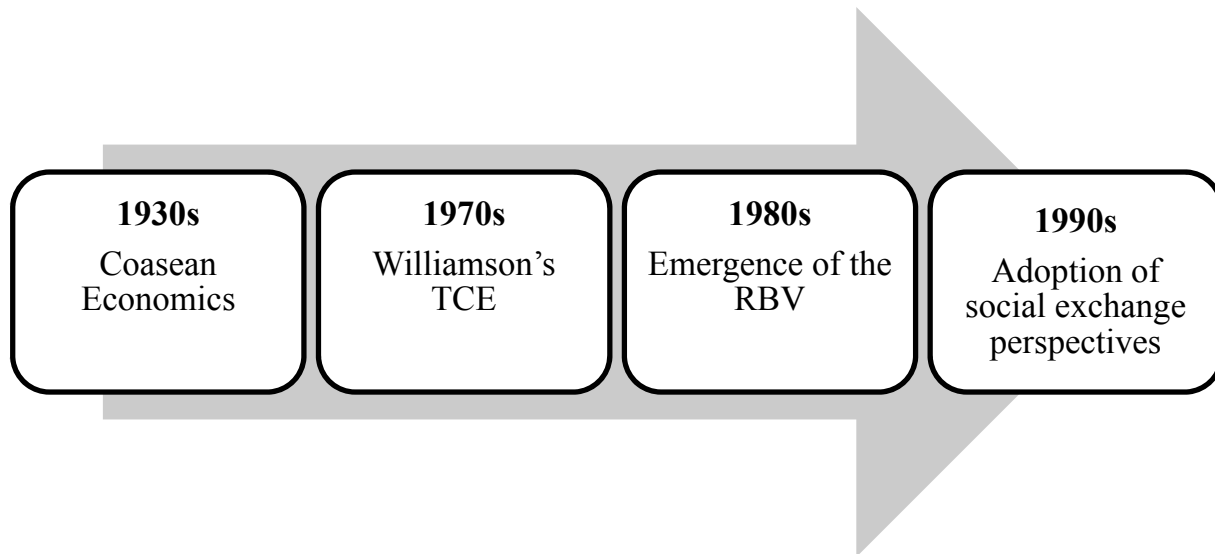 1930s
Coasean
Economics
1970s
Williamson’s
TCE
1980s
Emergence of the
RBV
1990s
Adoption of
social exchange
perspectives